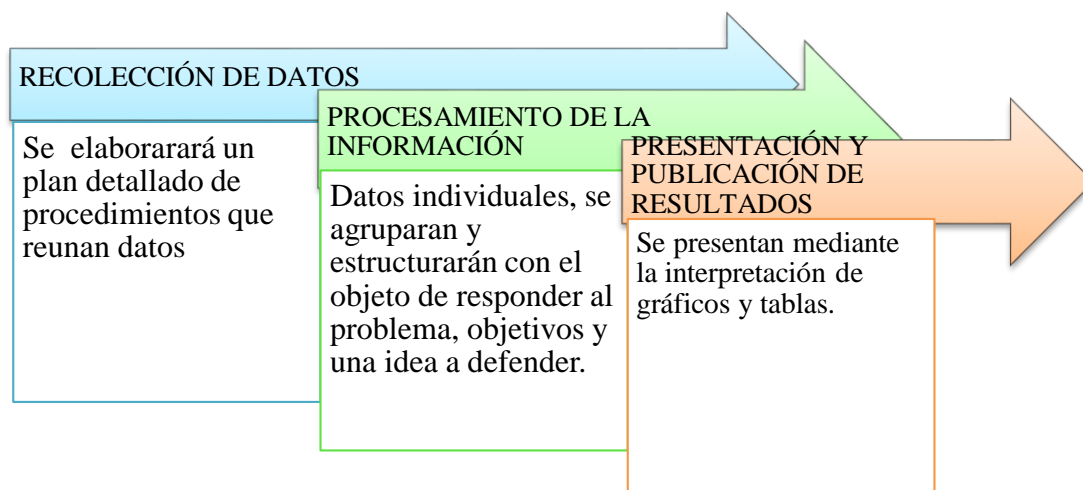 RECOLECCIÓN DE DATOS
Se elaborarará un
plan detallado de
procedimientos que
reunan datos
PROCESAMIENTO DE LA
INFORMACIÓN
Datos individuales, se
agruparan y
estructurarán con el
objeto de responder al
problema, objetivos y
una idea a defender.
PRESENTACIÓN Y
PUBLICACIÓN DE
RESULTADOS
Se presentan mediante
la interpretación de
gráficos y tablas.